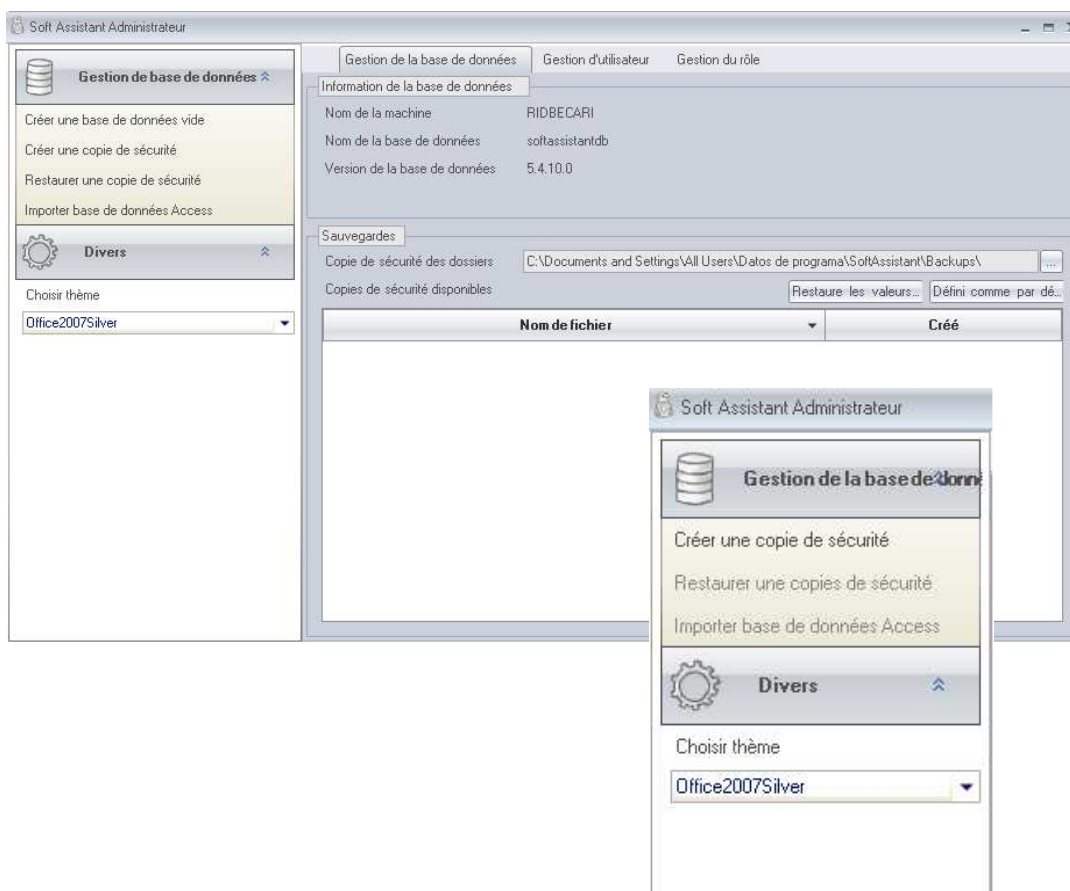 Soft Assistant Administrateur
Gestion de base de données
Créer une base de données vide
Créer une copie de sécurité
Restaurer une copie de sécurité
Importer base de données Access
Divers
Choisir thème
Office2007Silver
Gestion de la base de données Gestion d'utilisateur Gestion du rôle
Information de la base de données
Nom de la machine RIDBECARI
Nom de la base de données softassistantdb
Version de la base de données 5.4.10.0
Sauvegardes
Copie de sécurité des dossiers C:\Documents and Settings\All Users\Datos de programa\SoftAssistant\Backups\ ...
Copies de sécurité disponibles Restaure les valeurs... Défini comme par dé...
Nom de fichier Créé
Soft Assistant Administrateur
Gestion de la base de donné
Créer une copie de sécurité
Restaurer une copies de sécurité
Importer base de données Access
Divers
Choisir thème
Office2007Silver